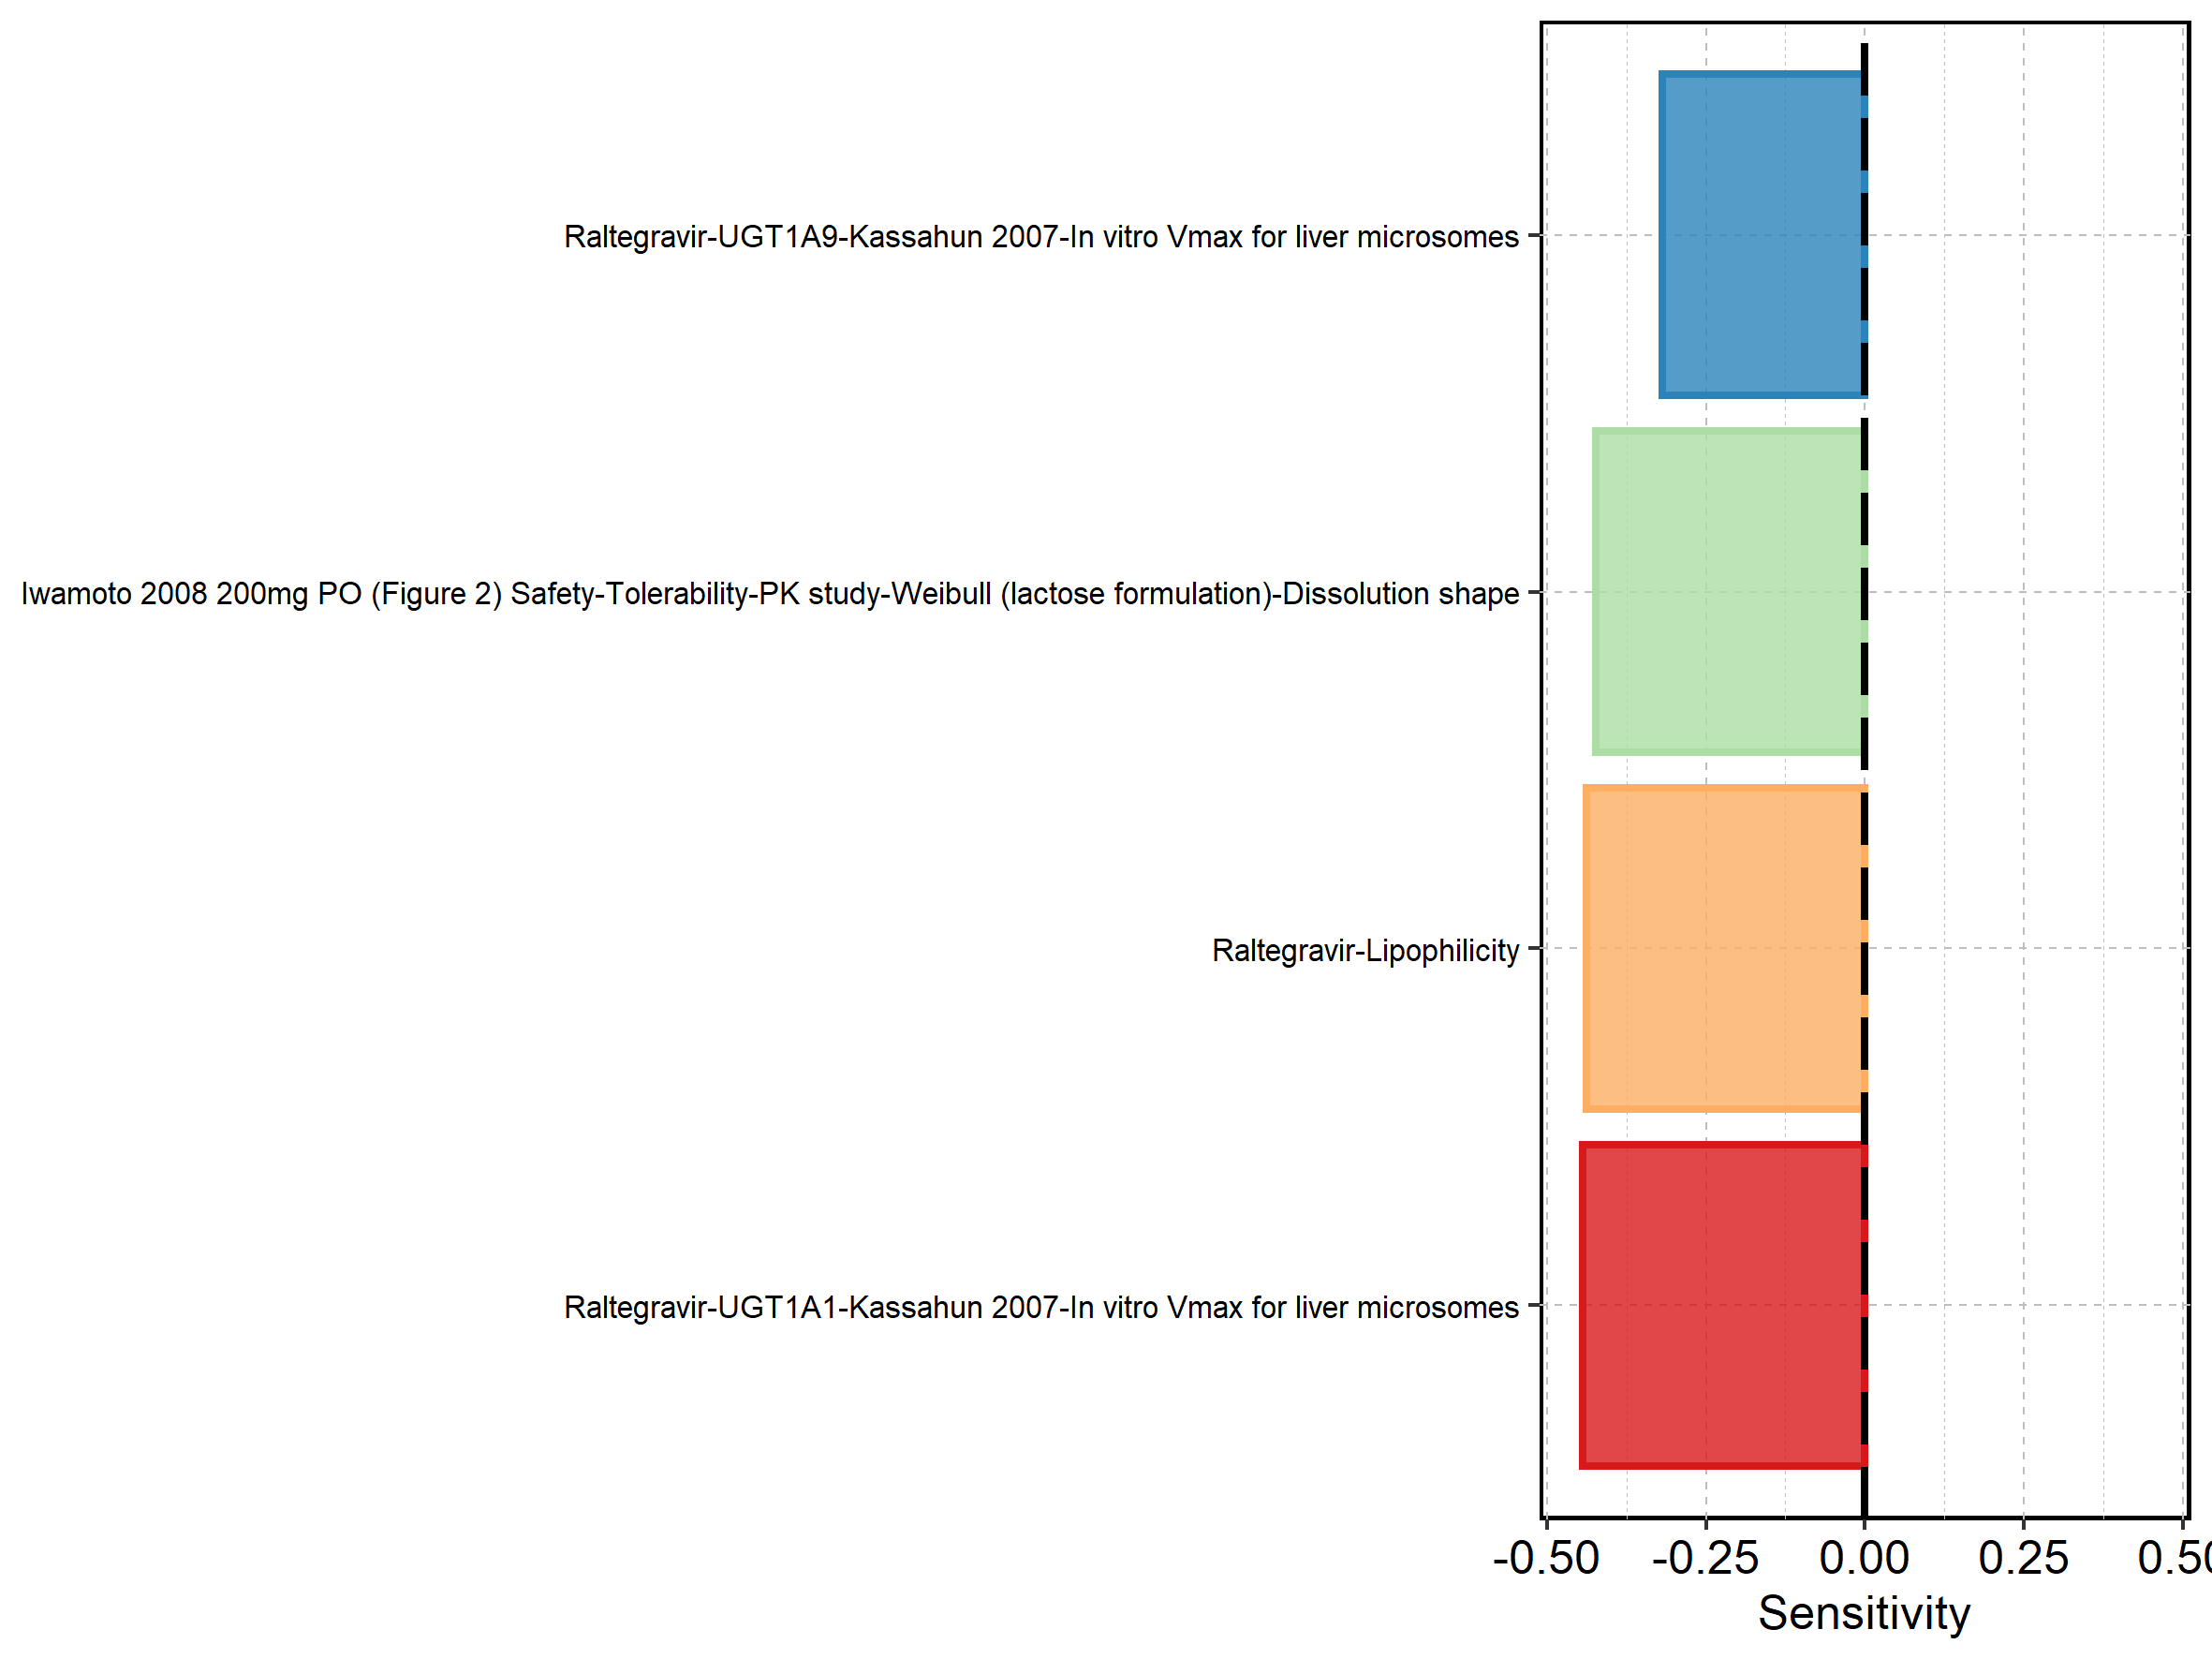 Raltegravir-UGT1A9-Kassahun 2007-In vitro Vmax for liver microsomes
Iwamoto 2008 200mg PO (Figure 2) Safety-Tolerability-PK study-Weibull (lactose formulation)-Dissolution shape
Raltegravir-Lipophilicity
Raltegravir-UGT1A1-Kassahun 2007-In vitro Vmax for liver microsomes
-0.50 -0.25 0.00 0.25 0.50
Sensitivity